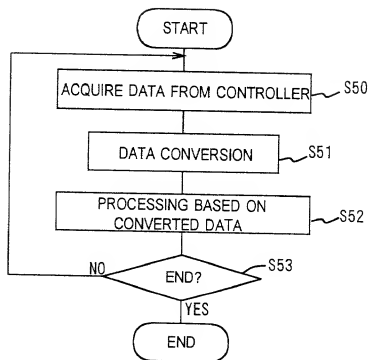 START
ACQUIRE DATA FROM CONTROLLER
S50
DATA CONVERSION
S51
PROCESSING BASED ON
CONVERTED DATA
S52
END?
S53
NO
YES
END